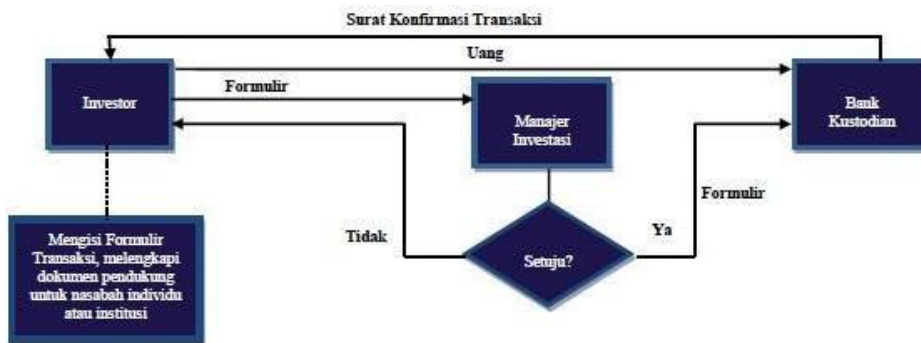 Surat Konfirmasi Transaksi
Uang
Formulir
Investor
Manajer
Investasi
Bank
Kustodian
Formulir
Tidak
Ya
Setuju?
Mengisi Formulir
Transaksi, melengkapi
dokumen pendukung
untuk nasabah individu
atau institusi